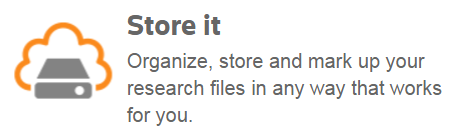 Store it
Organize, store and mark up your
research files in any way that works
for you.